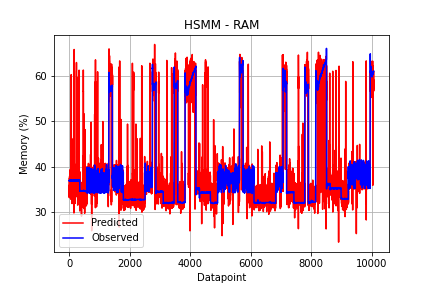 HSMM - RAM
Memory (%)
60
50
40
30
Predicted
Observed
0
2000
4000
6000
8000
10000
Datapoint